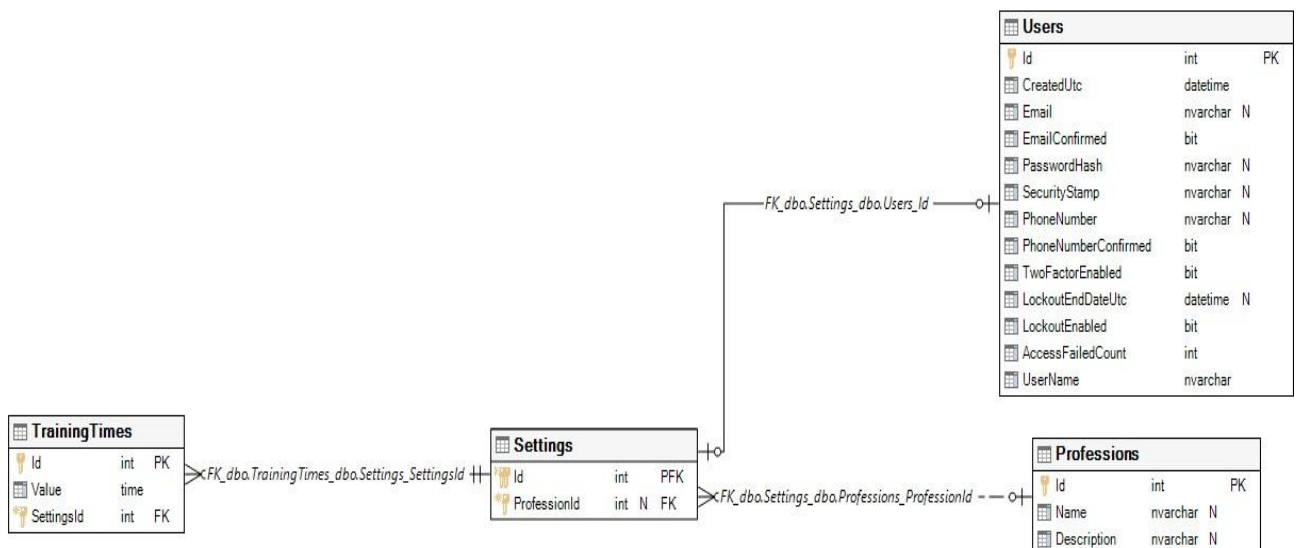 Users
Id int PK
CreatedUtc datetime
Email nvarchar N
EmailConfirmed bit
PasswordHash nvarchar N
SecurityStamp nvarchar N
PhoneNumber nvarchar N
PhoneNumberConfirmed bit
TwoFactorEnabled bit
LockoutEndDateUtc datetime N
LockoutEnabled bit
AccessFailedCount int
UserName nvarchar
FK_dbo.Settings_dbo.Users_Id
TrainingTimes
Id int PK
Value time
SettingsId int FK
FK_dbo.TrainingTimes_dbo.Settings_SettingsId
Settings
Id int PFK
ProfessionId int N FK
FK_dbo.Settings_dbo.Professions_ProfessionId
Professions
Id int PK
Name nvarchar N
Description nvarchar N